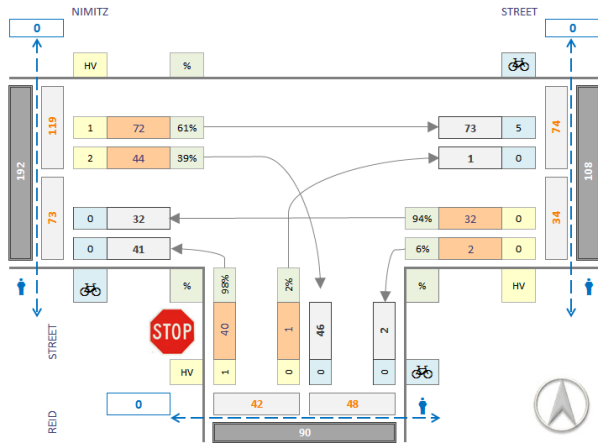 NIMITZ STREET
0 0
HV %
1 72 61% 73 5
2 44 39% 1 0
119 74
192 108
73 34
0 32 94% 32 0
0 41 6% 2 0
% 98% 2% % HV
STOP 40 1 46 2
HV 1 0 0 0
0 42 48
90
REID STREET